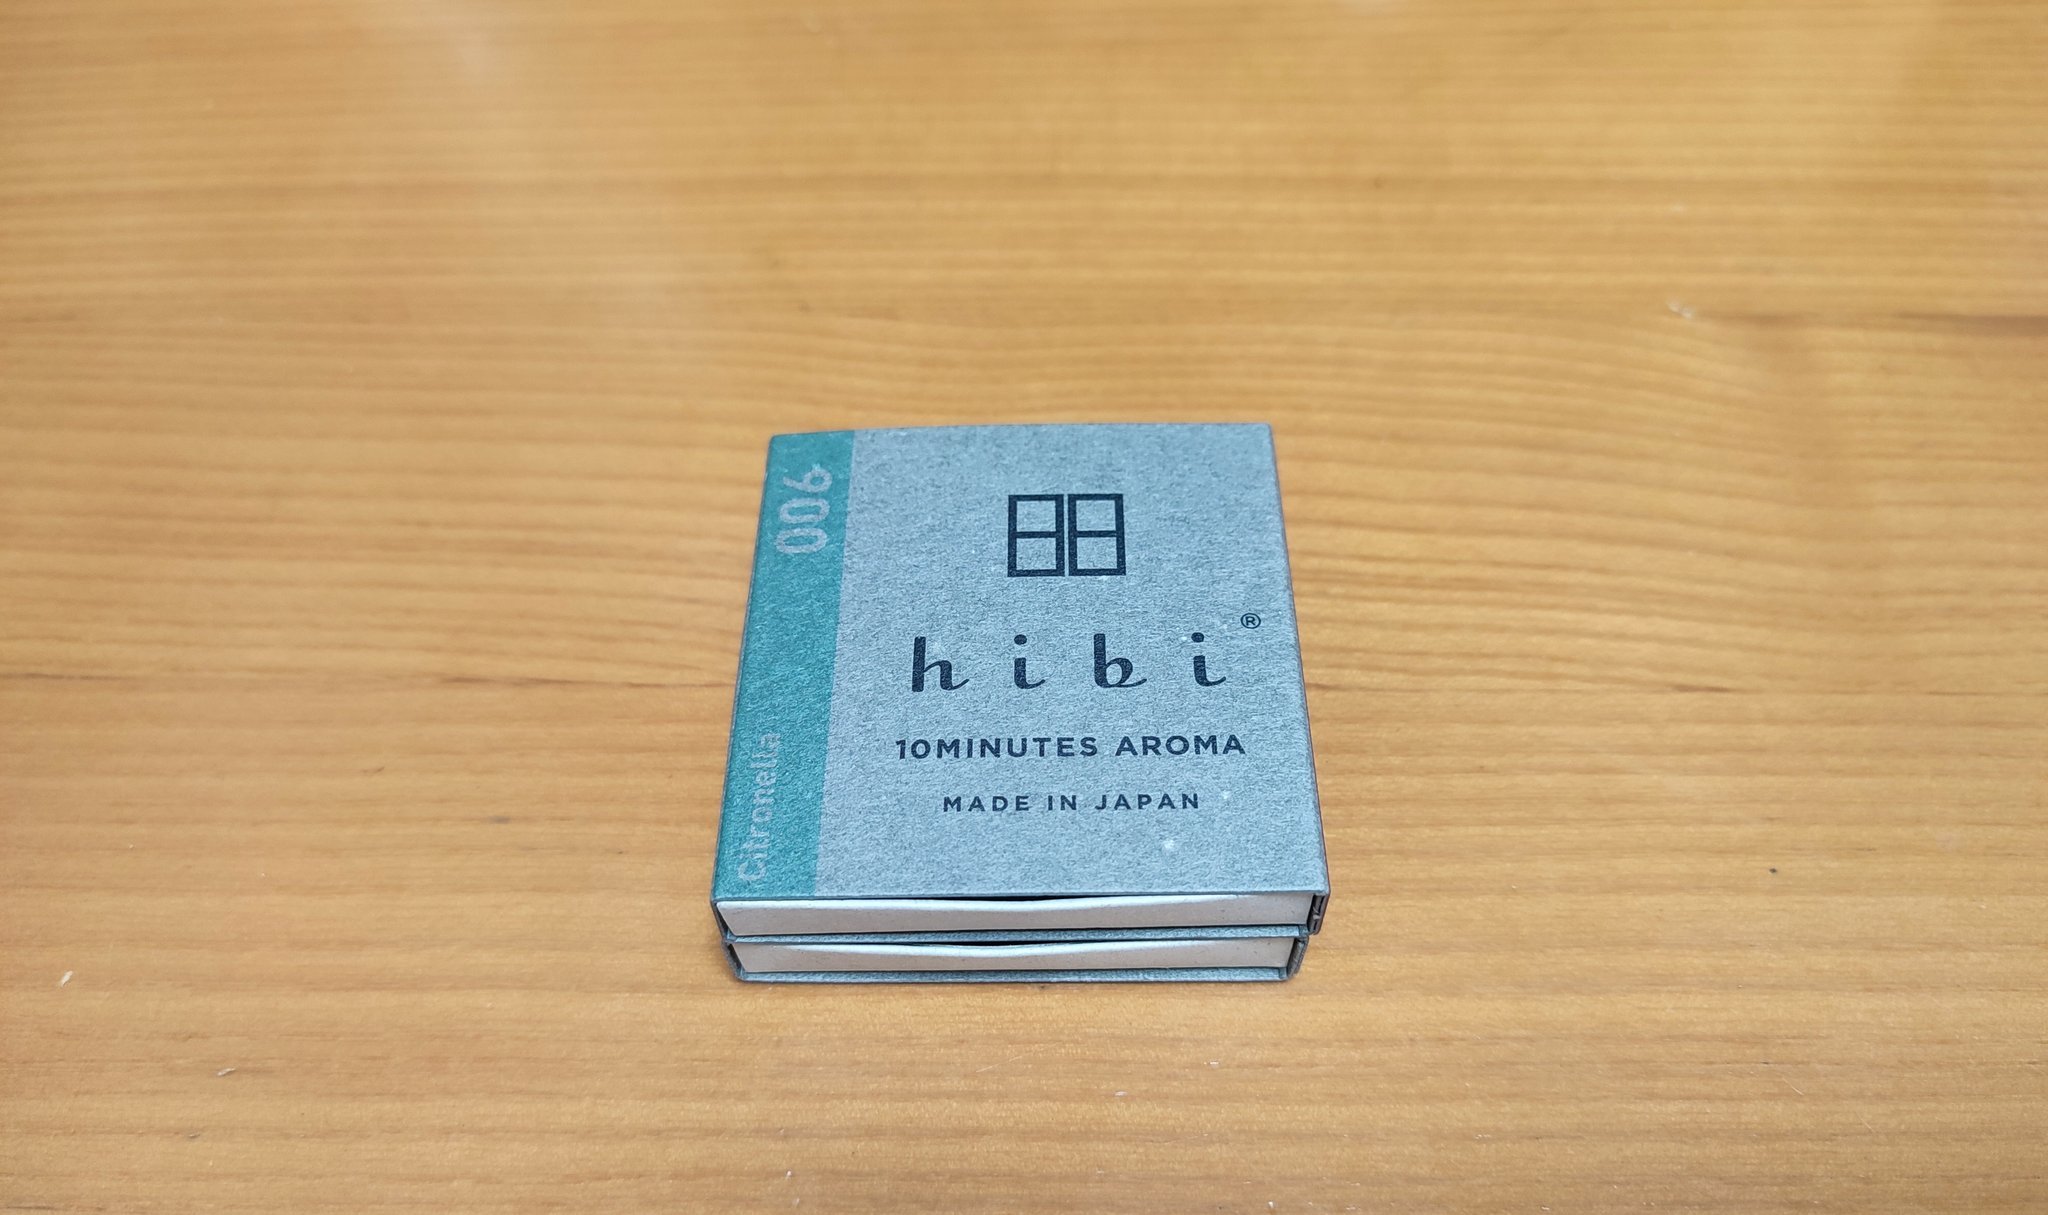 006
Citronella
hibi®
10MINUTES AROMA
MADE IN JAPAN